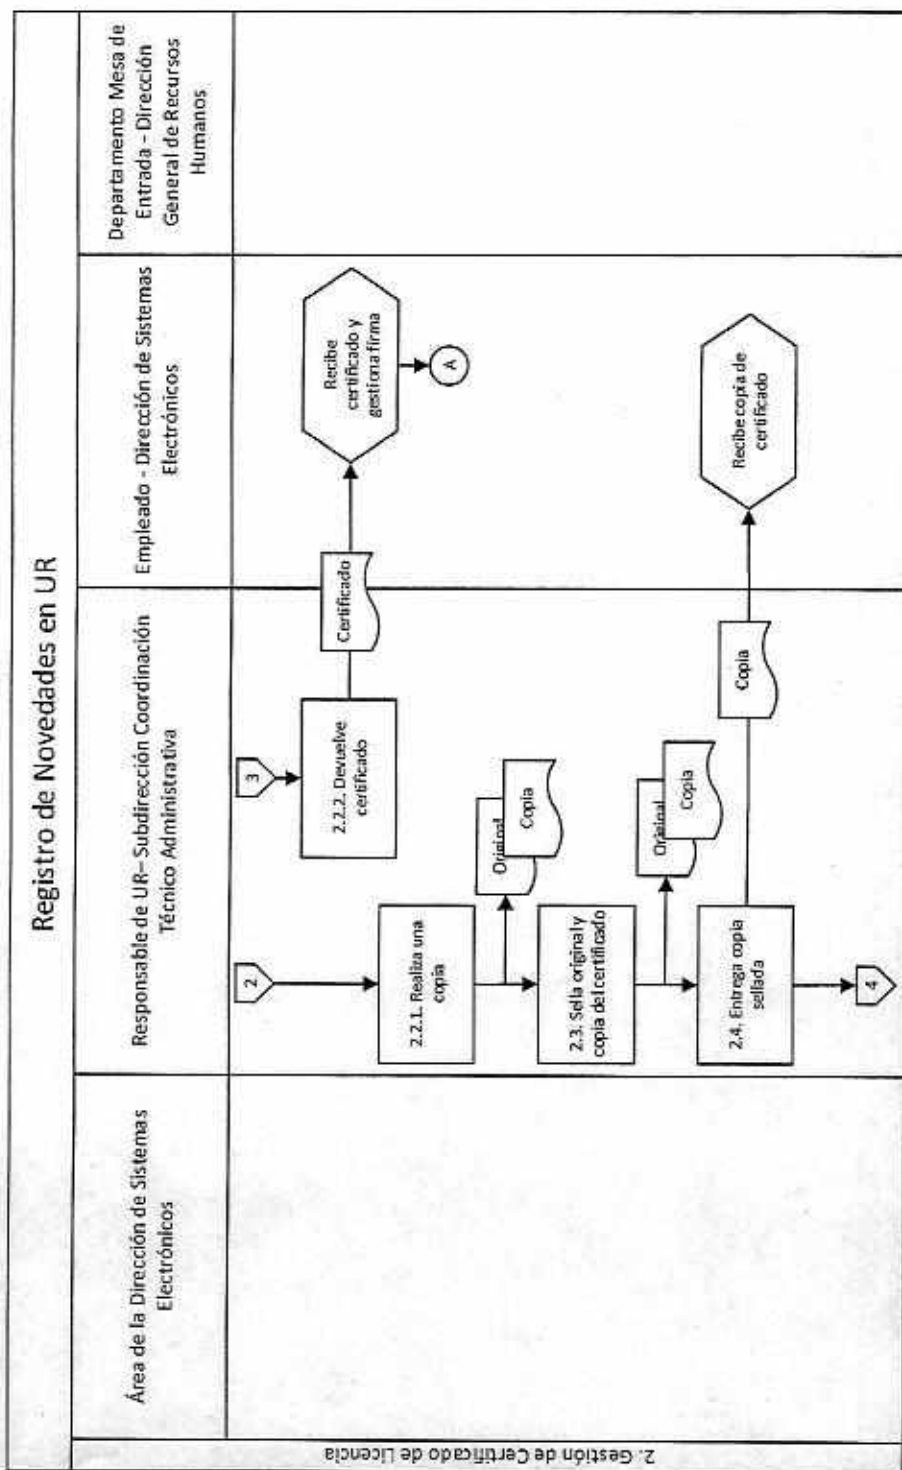 Registro de Novedades en UR
Área de la Dirección de Sistemas
Electrónicos
Responsable de UR– Subdirección Coordinación
Técnico Administrativa
Empleado - Dirección de Sistemas
Electrónicos
Departamento Mesa de
Entrada - Dirección
General de Recursos
Humanos
2. Gestión de Certificado de Licencia
2
3
2.2.2. Devuelve
certificado
Certificado
Recibe
certificado y
gestiona firma
A
2.2.1. Realiza una
copia
Original
Copia
2.3. Sella original y
copia del certificado
Original
Copia
2.4. Entrega copia
sellada
Copia
Recibe copia de
certificado
4